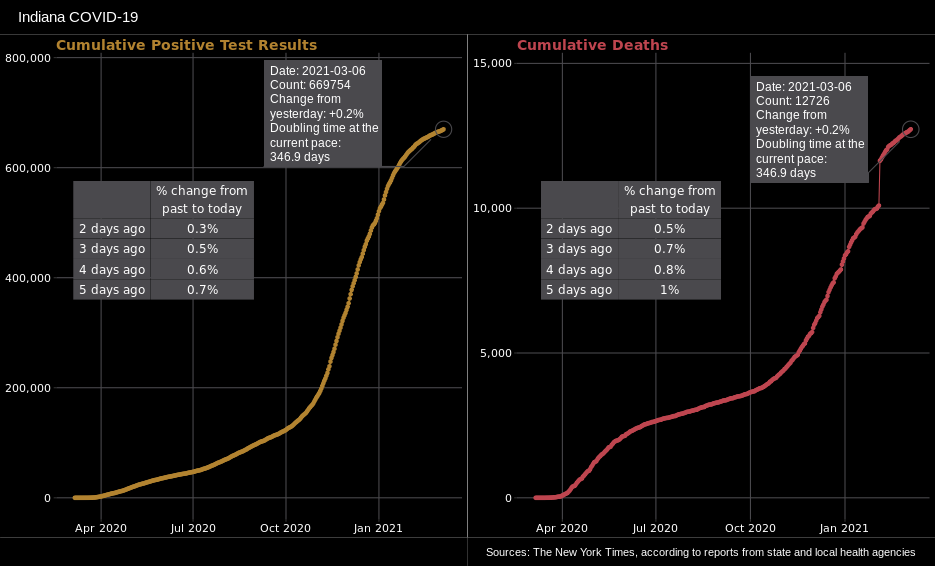 Indiana COVID-19
Cumulative Positive Test Results
800,000
600,000
400,000
200,000
0
Date: 2021-03-06
Count: 669754
Change from
yesterday: +0.2%
Doubling time at the
current pace:
346.9 days
% change from
past to today
2 days ago 0.3%
3 days ago 0.5%
4 days ago 0.6%
5 days ago 0.7%
Apr 2020 Jul 2020 Oct 2020 Jan 2021
Cumulative Deaths
15,000
10,000
5,000
0
Date: 2021-03-06
Count: 12726
Change from
yesterday: +0.2%
Doubling time at the
current pace:
346.9 days
% change from
past to today
2 days ago 0.5%
3 days ago 0.7%
4 days ago 0.8%
5 days ago 1%
Apr 2020 Jul 2020 Oct 2020 Jan 2021
Sources: The New York Times, according to reports from state and local health agencies